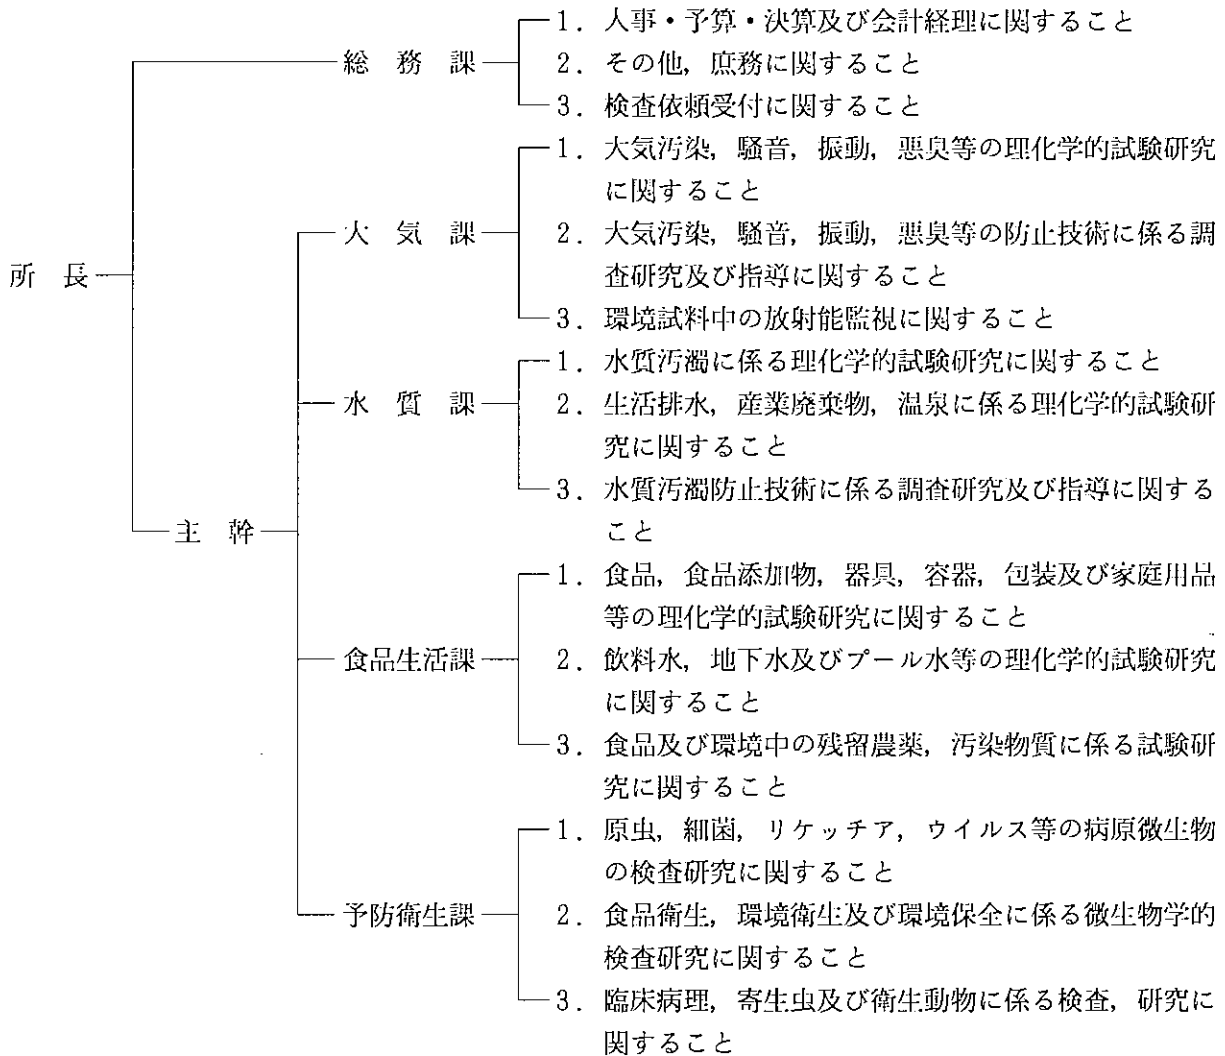 所長
総務課
1．人事・予算・決算及び会計経理に関すること
2．その他，庶務に関すること
3．検査依頼受付に関すること
主幹
大気課
1．大気汚染，騒音，振動，悪臭等の理化学的試験研究
に関すること
2．大気汚染，騒音，振動，悪臭等の防止技術に係る調
査研究及び指導に関すること
3．環境試料中の放射能監視に関すること
水質課
1．水質汚濁に係る理化学的試験研究に関すること
2．生活排水，産業廃棄物，温泉に係る理化学的試験研
究に関すること
3．水質汚濁防止技術に係る調査研究及び指導に関する
こと
食品生活課
1．食品，食品添加物，器具，容器，包装及び家庭用品
等の理化学的試験研究に関すること
2．飲料水，地下水及びプール水等の理化学的試験研究
に関すること
3．食品及び環境中の残留農薬，汚染物質に係る試験研
究に関すること
予防衛生課
1．原虫，細菌，リケッチア，ウイルス等の病原微生物
の検査研究に関すること
2．食品衛生，環境衛生及び環境保全に係る微生物学的
検査研究に関すること
3．臨床病理，寄生虫及び衛生動物に係る検査，研究に
関すること